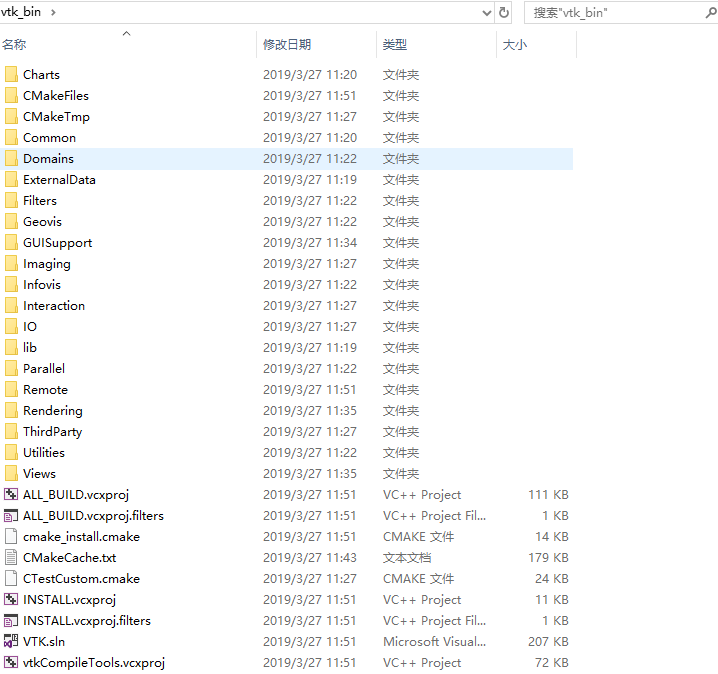 vtk_bin
搜索"vtk_bin"
名称 修改日期 类型 大小
Charts 2019/3/27 11:20 文件夹
CMakeFiles 2019/3/27 11:51 文件夹
CMakeTmp 2019/3/27 11:27 文件夹
Common 2019/3/27 11:20 文件夹
Domains 2019/3/27 11:22 文件夹
ExternalData 2019/3/27 11:19 文件夹
Filters 2019/3/27 11:22 文件夹
Geovis 2019/3/27 11:22 文件夹
GUISupport 2019/3/27 11:34 文件夹
Imaging 2019/3/27 11:27 文件夹
Infovis 2019/3/27 11:22 文件夹
Interaction 2019/3/27 11:27 文件夹
IO 2019/3/27 11:27 文件夹
lib 2019/3/27 11:19 文件夹
Parallel 2019/3/27 11:22 文件夹
Remote 2019/3/27 11:51 文件夹
Rendering 2019/3/27 11:35 文件夹
ThirdParty 2019/3/27 11:27 文件夹
Utilities 2019/3/27 11:22 文件夹
Views 2019/3/27 11:35 文件夹
ALL_BUILD.vcxproj 2019/3/27 11:51 VC++ Project 111 KB
ALL_BUILD.vcxproj.filters 2019/3/27 11:51 VC++ Project Fil... 1 KB
cmake_install.cmake 2019/3/27 11:51 CMAKE 文件 14 KB
CMakeCache.txt 2019/3/27 11:43 文本文档 179 KB
CTestCustom.cmake 2019/3/27 11:27 CMAKE 文件 24 KB
INSTALL.vcxproj 2019/3/27 11:51 VC++ Project 11 KB
INSTALL.vcxproj.filters 2019/3/27 11:51 VC++ Project Fil... 1 KB
VTK.sln 2019/3/27 11:51 Microsoft Visual... 207 KB
vtkCompileTools.vcxproj 2019/3/27 11:51 VC++ Project 72 KB